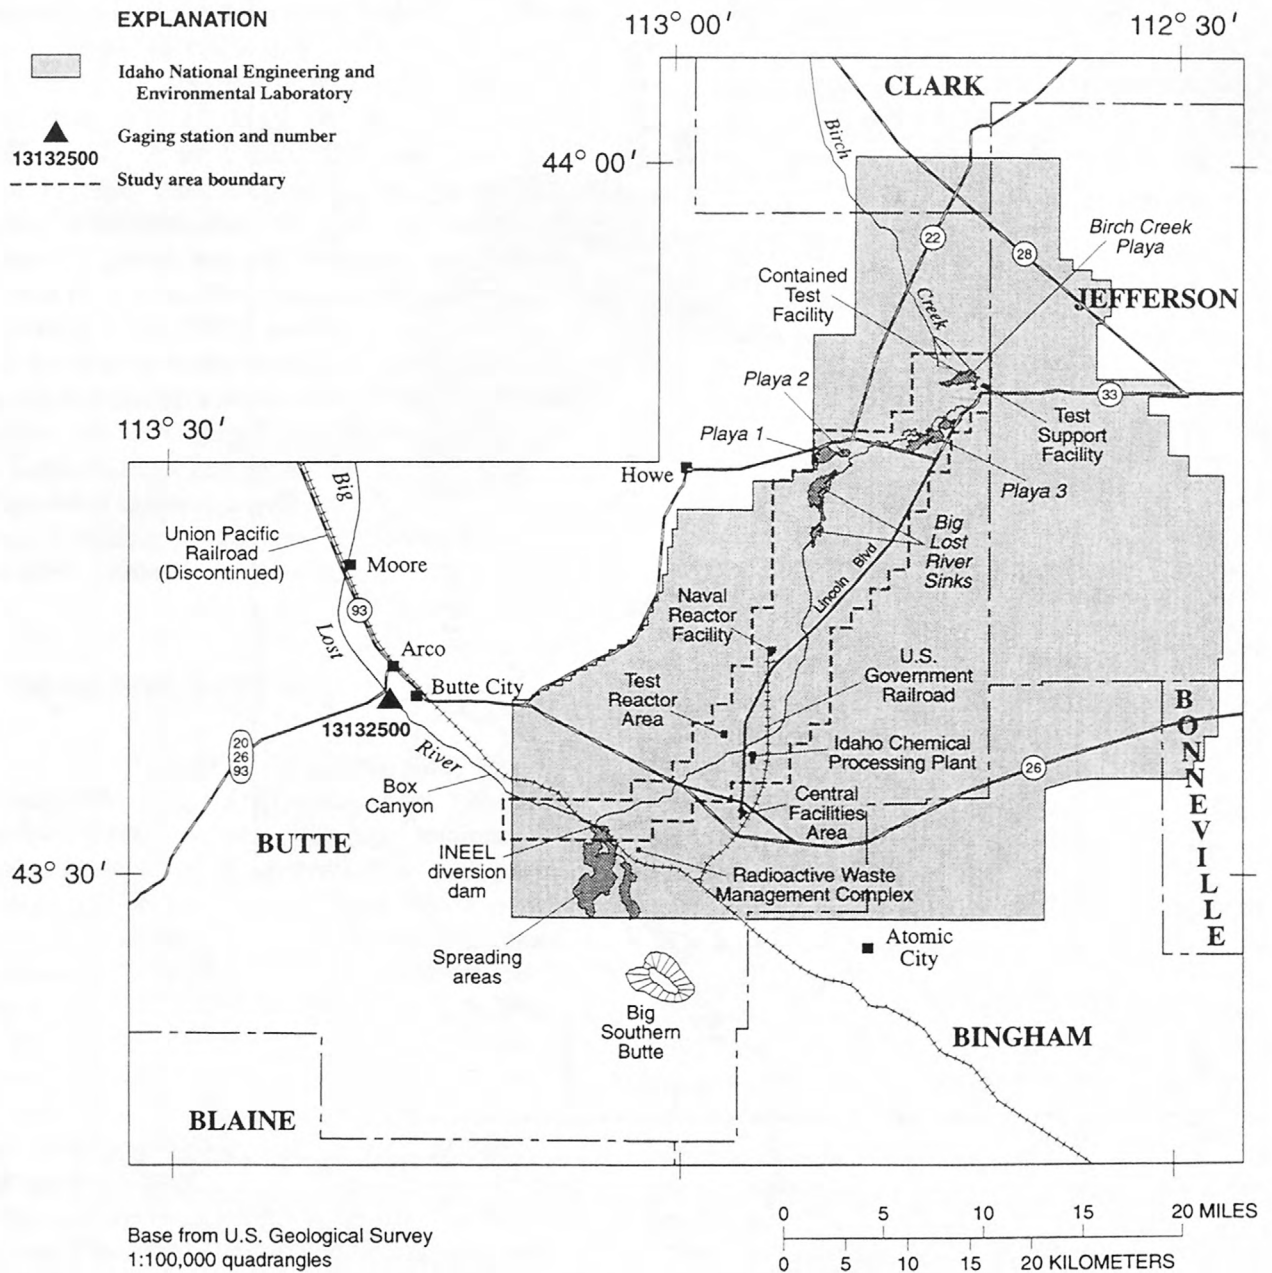 EXPLANATION
Idaho National Engineering and
Environmental Laboratory
Gaging station and number
13132500
Study area boundary
113° 00'
112° 30'
44° 00'
CLARK
Birch
22
28
Birch Creek
Playa
Contained
Test
Facility
Creek
JEFFERSON
Playa 2
33
113° 30'
Playa 1
Test
Support
Facility
Howe
Playa 3
Big
Union Pacific
Railroad
(Discontinued)
Moore
Big
Lost
River
Sinks
Lincoln Blvd
93
Naval
Reactor
Facility
Lost
Arco
U.S.
Government
Railroad
Butte City
Test
Reactor
Area
13132500
20
26
93
River
Idaho Chemical
Processing Plant
26
BONNEVILLE
Box
Canyon
Central
Facilities
Area
BUTTE
43° 30'
INEEL
diversion
dam
Radioactive Waste
Management Complex
Spreading
areas
Atomic
City
Big
Southern
Butte
BINGHAM
BLAINE
Base from U.S. Geological Survey
1:100,000 quadrangles
0 5 10 15 20 MILES
0 5 10 15 20 KILOMETERS